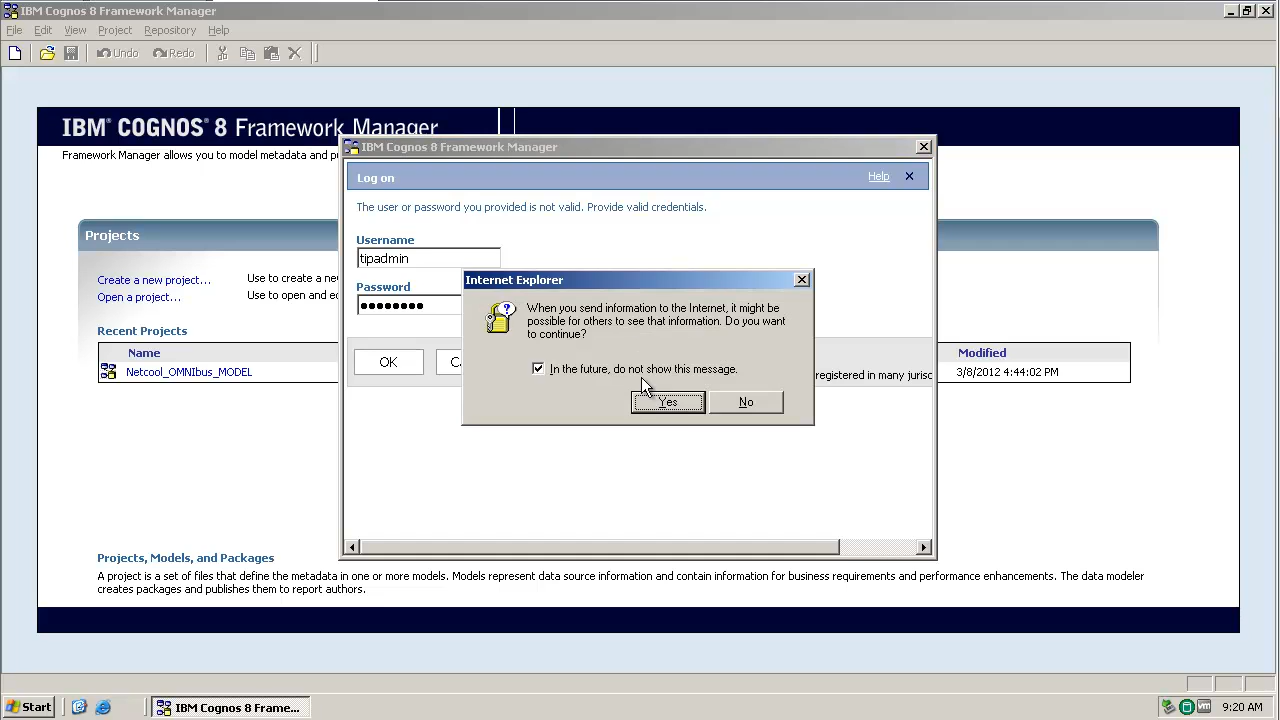 IBM Cognos 8 Framework Manager
File Edit View Project Repository Help
Undo Redo
IBM® COGNOS® 8 Framework Manager
Framework Manager allows you to model metadata and p
IBM Cognos 8 Framework Manager
Log on Help
The user or password you provided is not valid. Provide valid credentials.
Username
tipadmin
Password
●●●●●●●●
OK
registered in many jurisc
Internet Explorer
When you send information to the Internet, it might be
possible for others to see that information. Do you want
to continue?
In the future, do not show this message.
Yes No
Projects
Create a new project... Use to create a new
Open a project... Use to open and
Recent Projects
Name Modified
Netcool_OMNIbus_MODEL 3/8/2012 4:44:02 PM
Projects, Models, and Packages
A project is a set of files that define the metadata in one or more models. Models represent data source information and contain information for business requirements and performance enhancements. The data modeler
creates packages and publishes them to report authors.
Start IBM Cognos 8 Frame... 9:20 AM